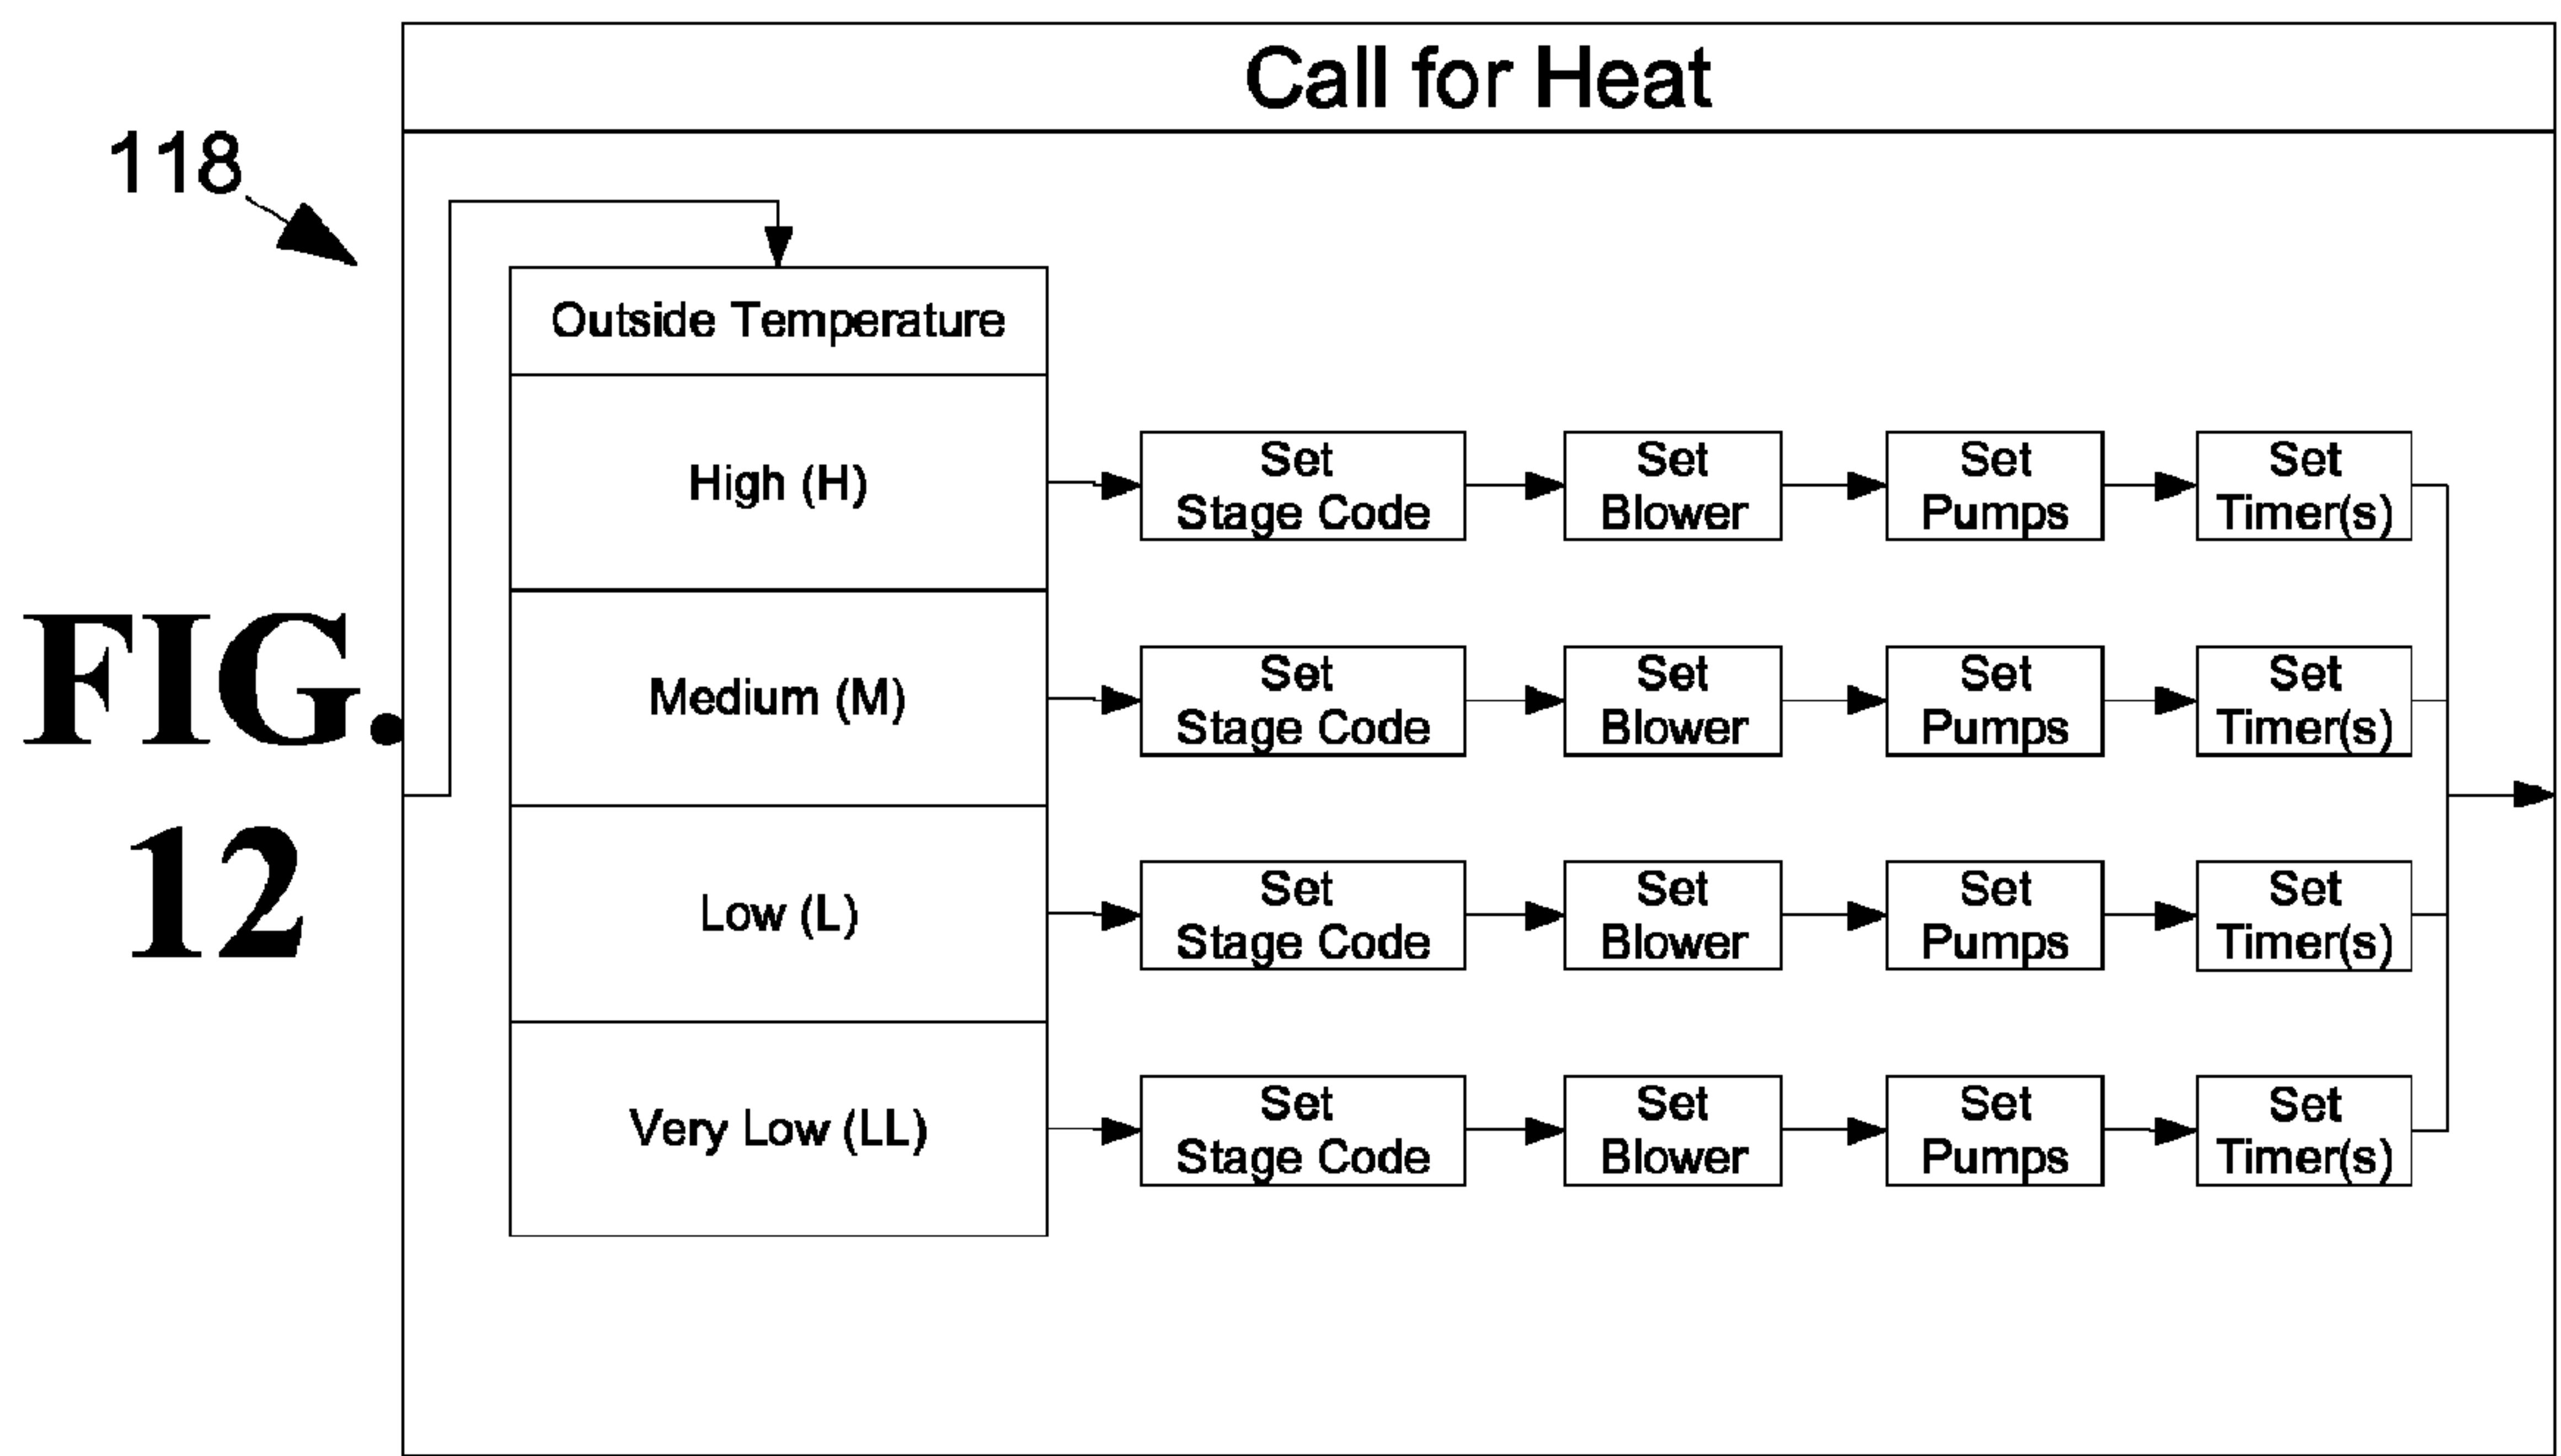 Call for Heat
118
Outside Temperature
High (H)
Set
Stage Code
Set
Blower
Set
Pumps
Set
Timer(s)
FIG.
12
Medium (M)
Set
Stage Code
Set
Blower
Set
Pumps
Set
Timer(s)
Low (L)
Set
Stage Code
Set
Blower
Set
Pumps
Set
Timer(s)
Very Low (LL)
Set
Stage Code
Set
Blower
Set
Pumps
Set
Timer(s)